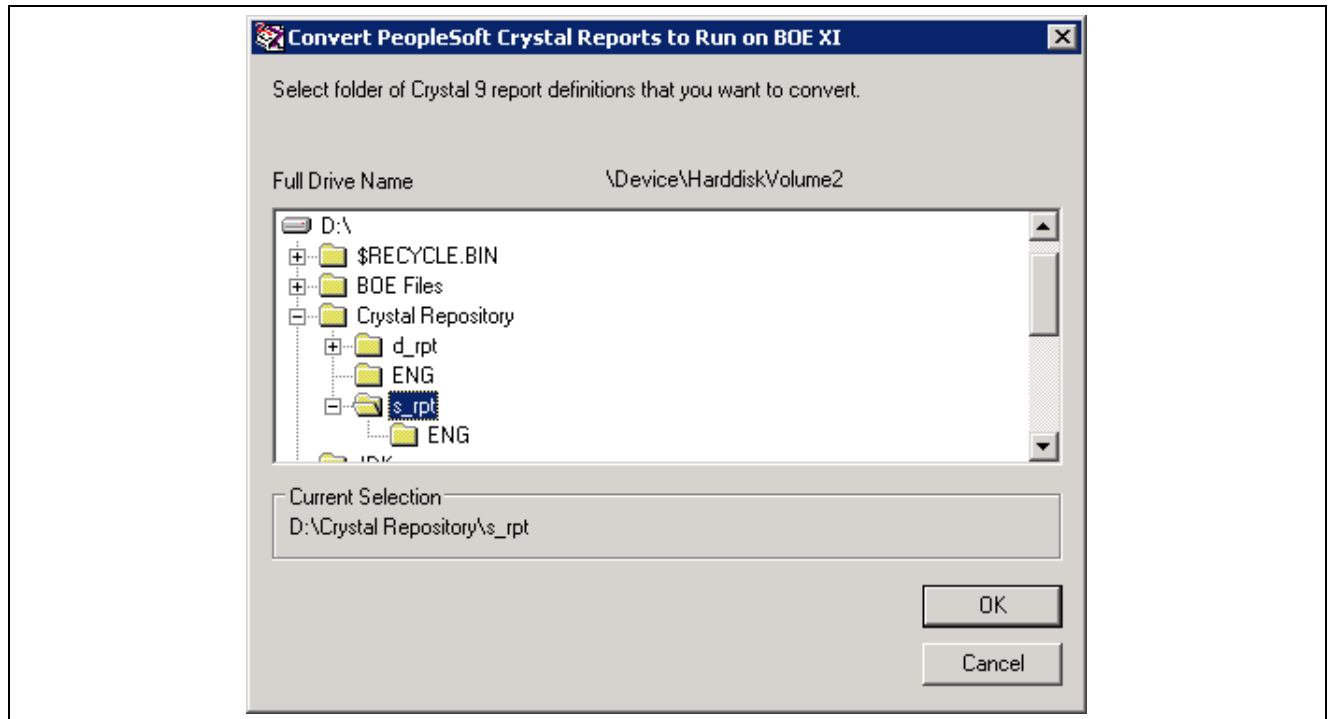 Convert PeopleSoft Crystal Reports to Run on BOE XI
Select folder of Crystal 9 report definitions that you want to convert.
Full Drive Name \Device\HarddiskVolume2
D:\
$RECYCLE.BIN
BOE Files
Crystal Repository
d_rpt
ENG
s_rpt
ENG
Current Selection
D:\Crystal Repository\s_rpt
OK
Cancel